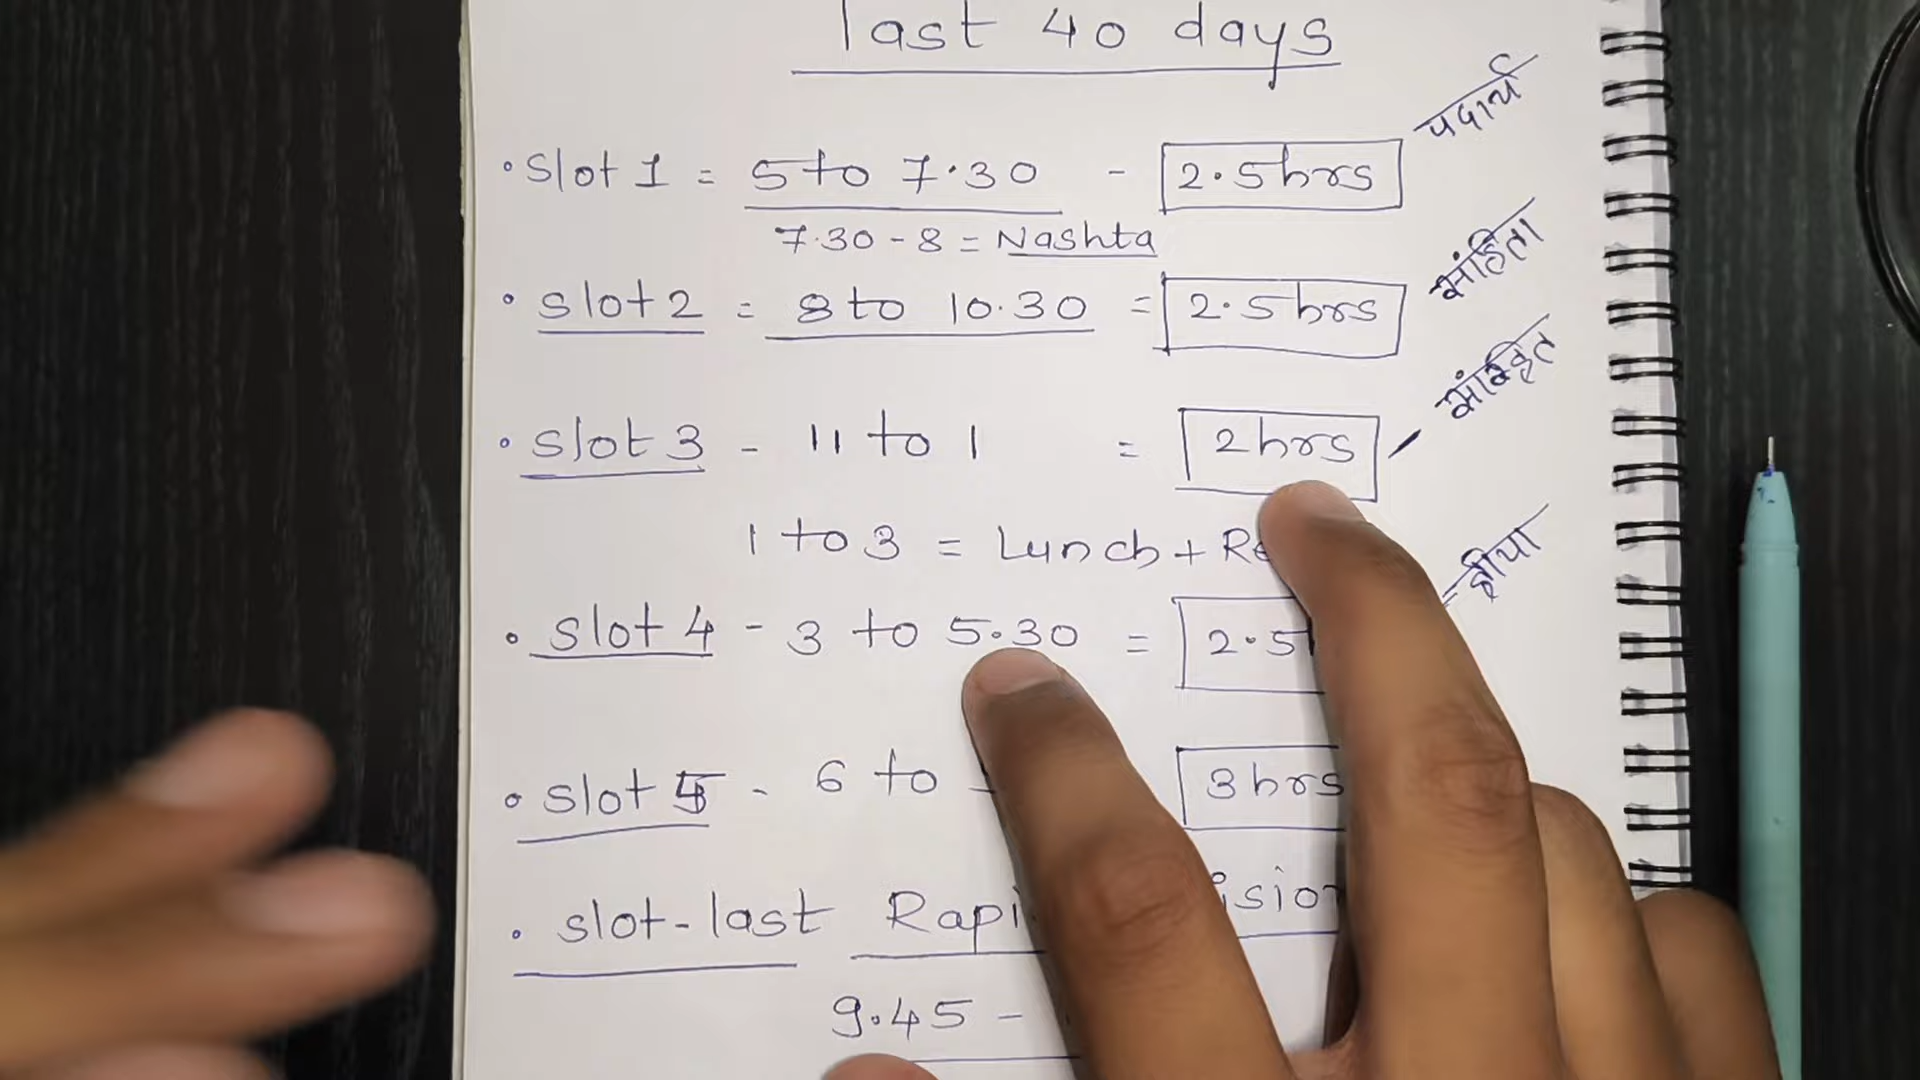 last 40 days
• Slot 1 = 5 to 7.30 - 2.5 hrs पदार्थ
7.30 - 8 = Nashta
• slot 2 = 8 to 10.30 = 2.5 hrs संहिता
• slot 3 - 11 to 1 = 2 hrs
1 to 3 = Lunch +
• slot 4 - 3 to 5.30 = 2.5
• slot 5 - 6 to 3 hrs
• slot-last
9.45 -